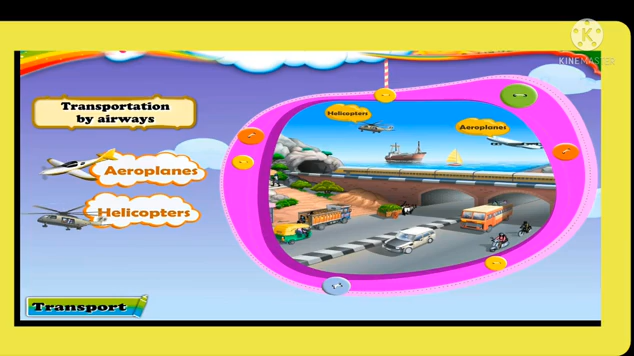 K
KINEMASTER
Transportation
by airways
Helicopters
Aeroplanes
Aeroplanes
Helicopters
Transport